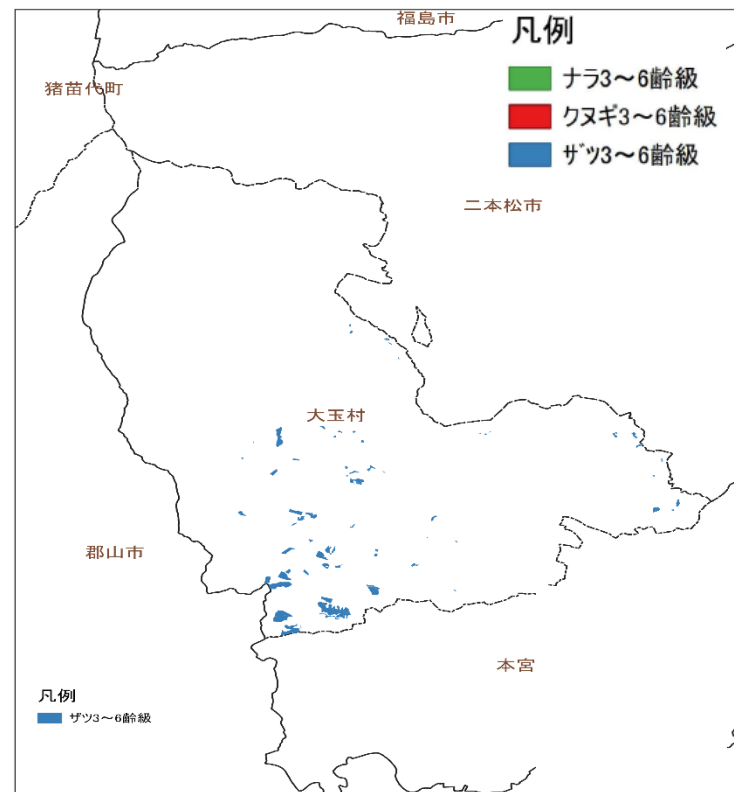 福島市
凡例
ナラ3～6齢級
クヌギ3～6齢級
ザツ3～6齢級
猪苗代町
二本松市
大玉村
郡山市
本宮
凡例
ザツ3～6齢級